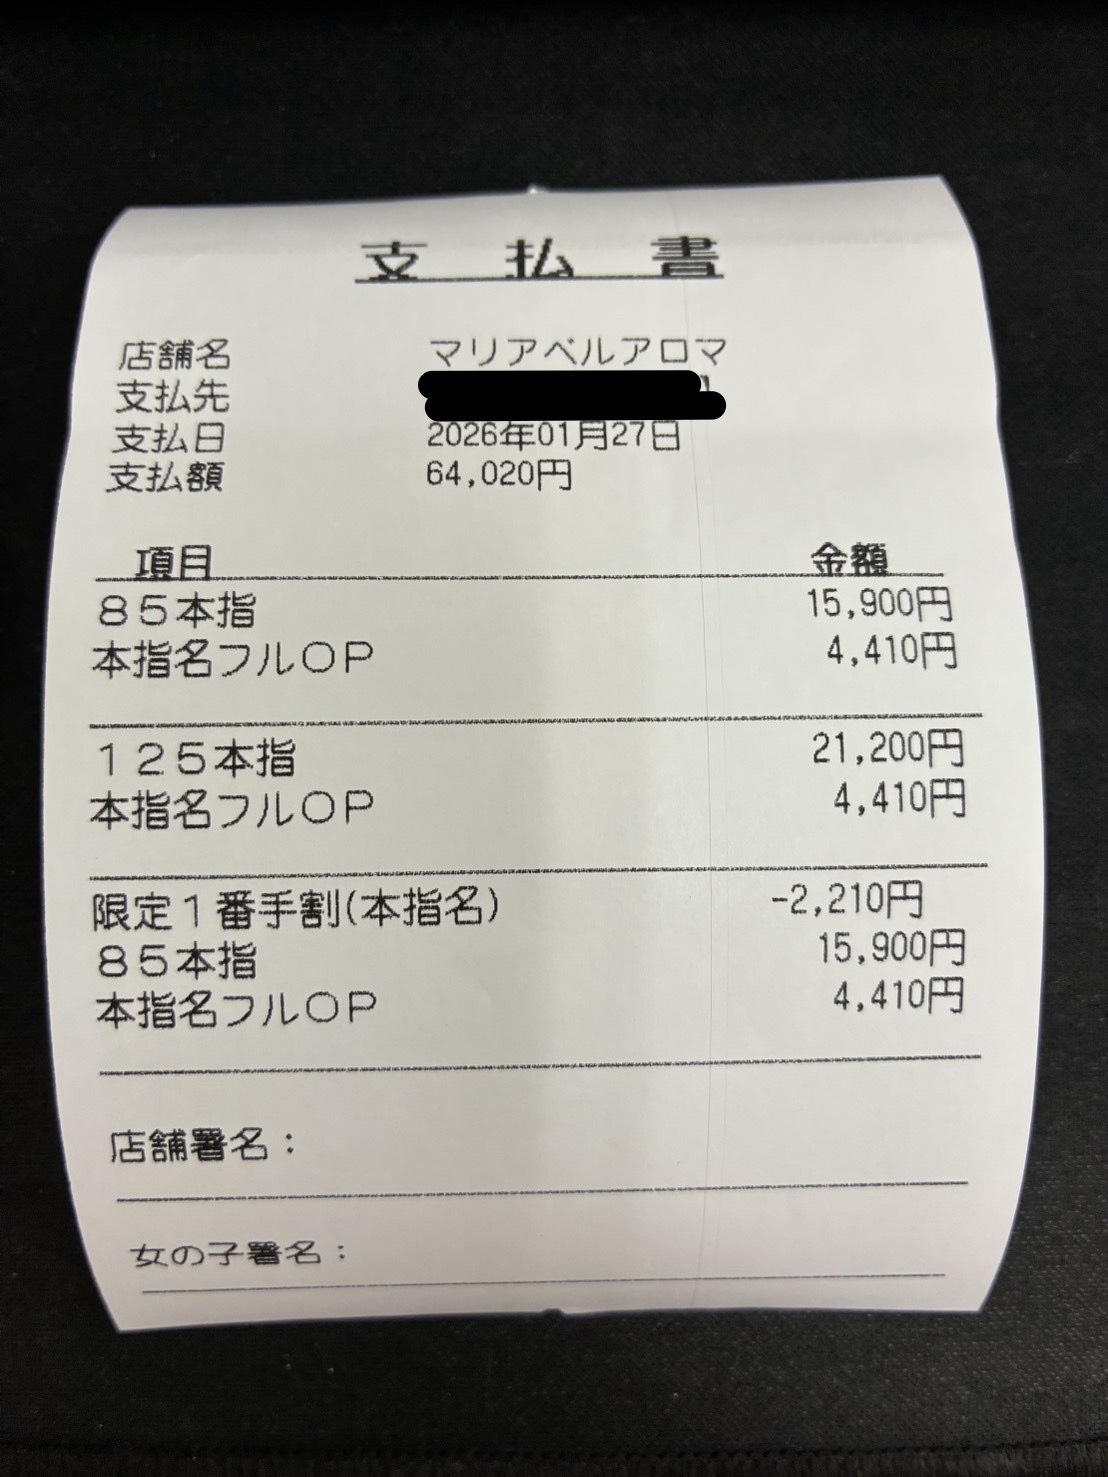 支払書
店舗名 マリアベルアロマ
支払先
支払日 2026年01月27日
支払額 64,020円
項目 金額
85本指 15,900円
本指名フルOP 4,410円
125本指 21,200円
本指名フルOP 4,410円
限定1番手割(本指名) -2,210円
85本指 15,900円
本指名フルOP 4,410円
店舗署名:
女の子署名: